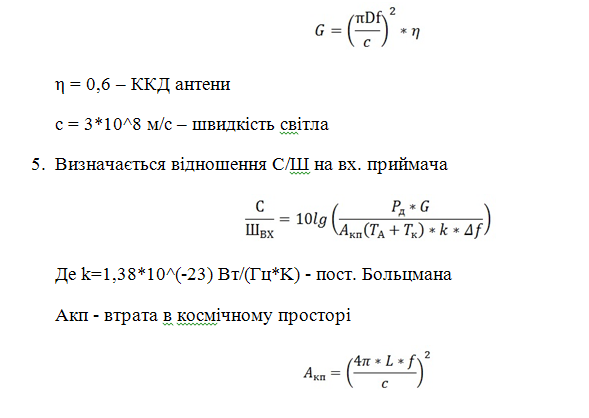 G = (πDf/c)^2 * η
η = 0,6 – ККД антени
c = 3*10^8 м/с – швидкість світла
5. Визначається відношення С/Ш на вх. приймача
С/Ш_ВХ = 10lg(P_д * G / A_кп(T_А + T_к) * k * Δf)
Де k=1,38*10^(-23) Вт/(Гц*К) - пост. Больцмана
Акп - втрата в космічному просторі
A_кп = (4π * L * f/c)^2